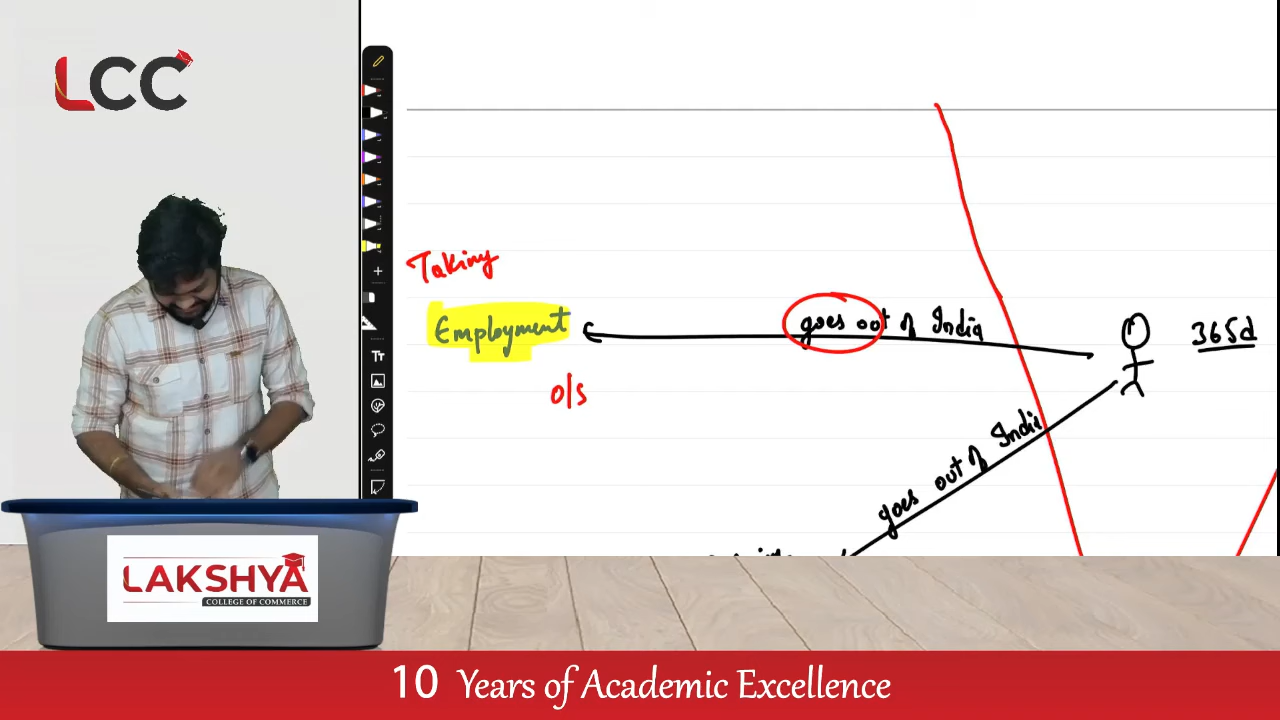 LCC
Taking
Employment
goes out of India
365d
o/s
goes out of India
Tт
LAKSHYA
COLLEGE OF COMMERCE
10 Years of Academic Excellence